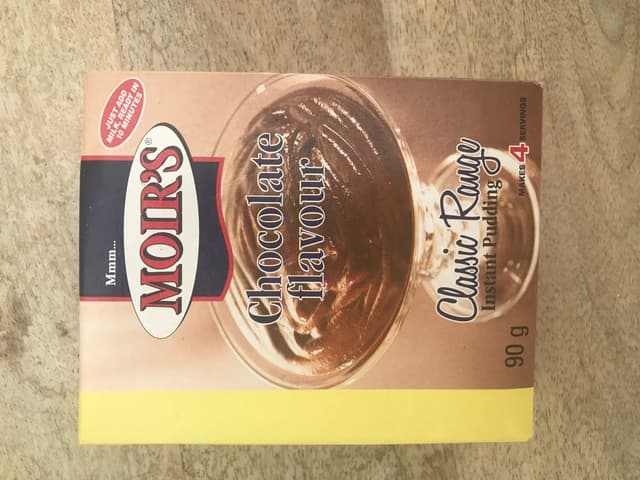 Mmm...
MOIR'S®
JUST ADD
MILK, READY IN
10 MINUTES
Chocolate
flavour
Classic Range
Instant Pudding
MAKES 4 SERVINGS
90 g